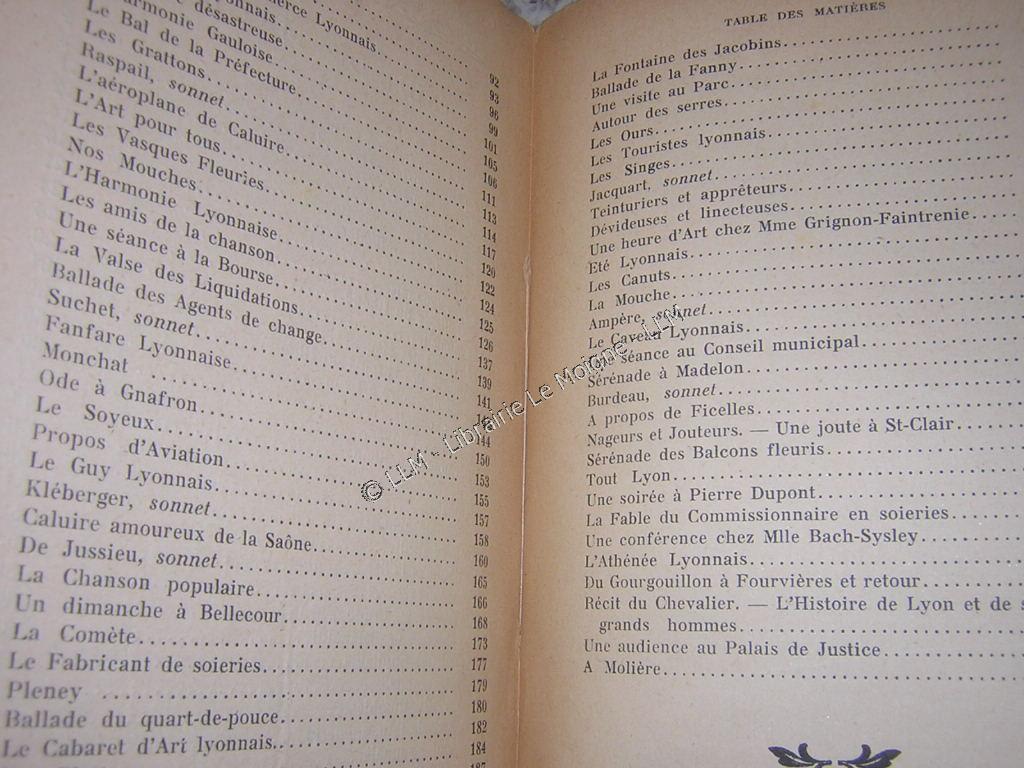 merce Lyonnais.
onnais.
désastreuse
armonie Gauloise
Le Bal de la Préfecture
Les Grattons
Raspail, sonnet
L'aéroplane de Caluire
L'Art pour tous
Les Vasques Fleuries
Nos Mouches
L'Harmonie Lyonnaise
Les amis de la chanson
Une séance à la Bourse
La Valse des Liquidations
Ballade des Agents de change
Suchet, sonnet
Fanfare Lyonnaise
Monchat
Ode à Gnafron
Le Soyeux
Propos d'Aviation
Le Guy Lyonnais
Kléberger, sonnet
Caluire amoureux de la Saône
De Jussieu, sonnet
La Chanson populaire
Un dimanche à Bellecour
La Comète
Le Fabricant de soieries
Pleney
Ballade du quart-de-pouce
Le Cabaret d'Art lyonnais
92
93
96
99
101
105
106
111
113
114
117
120
122
124
125
126
137
139
141
144
150
153
155
157
158
160
165
166
168
173
177
179
180
182
184
187
TABLE DES MATIÈRES
La Fontaine des Jacobins
Ballade de la Fanny
Une visite au Parc
Autour des serres
Les Ours
Les Touristes lyonnais
Les Singes
Jacquart, sonnet
Teinturiers et apprêteurs
Dévideuses et linecteuses
Une heure d'Art chez Mme Grignon-Faintrenie
Eté Lyonnais
Les Canuts
La Mouche
Ampère, sonnet
Le Caveau Lyonnais
Une séance au Conseil municipal
Sérénade à Madelon
Burdeau, sonnet
A propos de Ficelles
Nageurs et Jouteurs. — Une joute à St-Clair
Sérénade des Balcons fleuris
Tout Lyon
Une soirée à Pierre Dupont
La Fable du Commissionnaire en soieries
Une conférence chez Mlle Bach-Sysley
L'Athénée Lyonnais
Du Gourguillon à Fourvières et retour
Récit du Chevalier. — L'Histoire de Lyon et de s
grands hommes
Une audience au Palais de Justice
A Molière
© LLM - Librairie Le Moigne - LLM